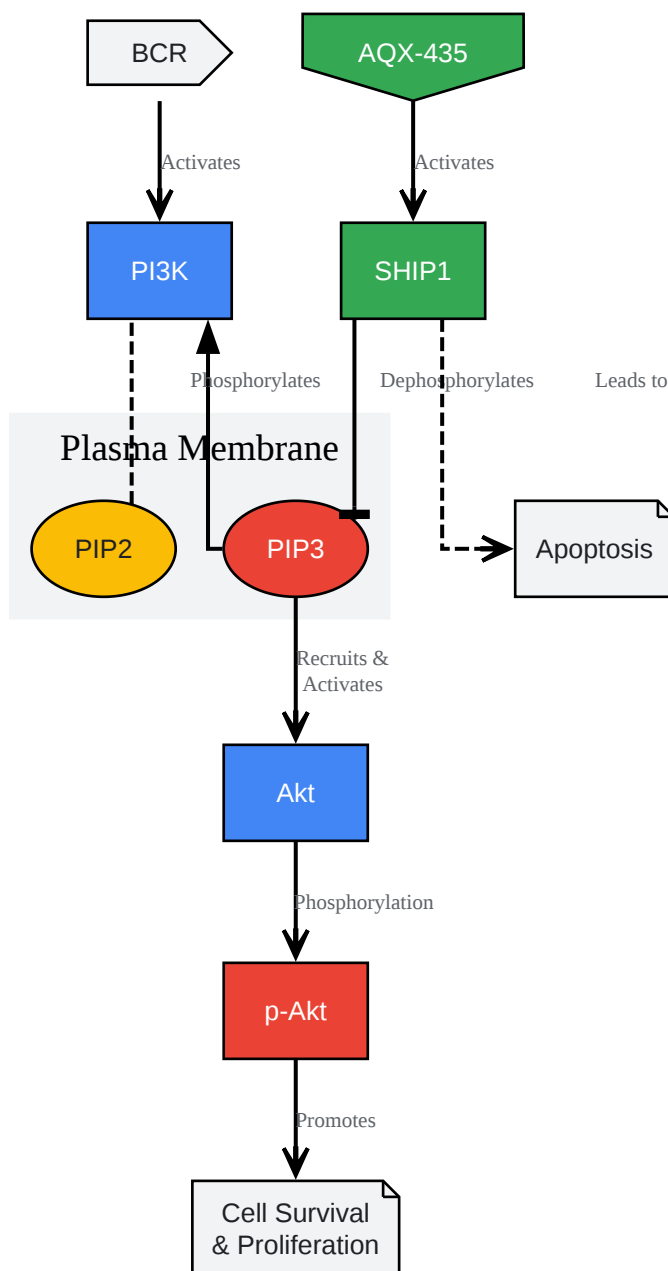 BCR
AQX-435
Activates
Activates
PI3K
SHIP1
Phosphorylates
Dephosphorylates
Leads to
Plasma Membrane
PIP2
PIP3
Apoptosis
Recruits &
Activates
Akt
Phosphorylation
p-Akt
Promotes
Cell Survival
& Proliferation